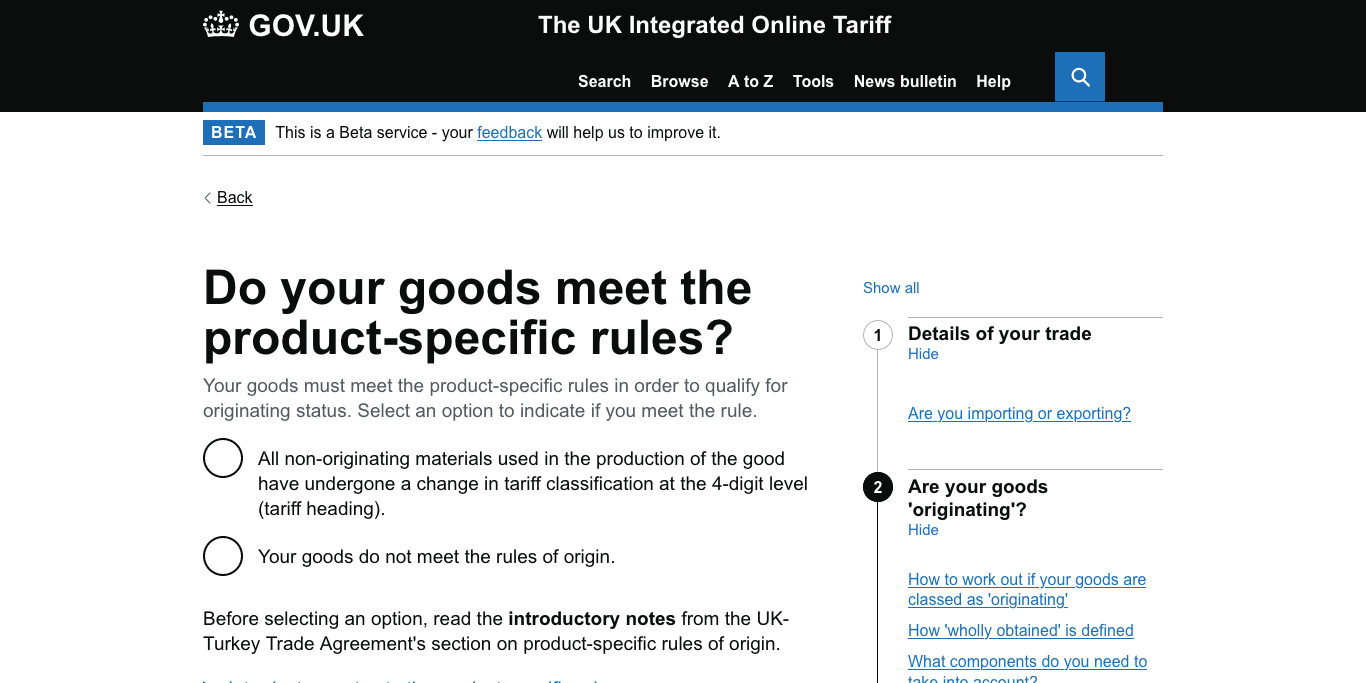 GOV.UK
The UK Integrated Online Tariff
Search Browse A to Z Tools News bulletin Help
BETA This is a Beta service - your feedback will help us to improve it.
Back
Do your goods meet the
product-specific rules?
Your goods must meet the product-specific rules in order to qualify for
originating status. Select an option to indicate if you meet the rule.
All non-originating materials used in the production of the good
have undergone a change in tariff classification at the 4-digit level
(tariff heading).
Your goods do not meet the rules of origin.
Before selecting an option, read the introductory notes from the UK-
Turkey Trade Agreement's section on product-specific rules of origin.
Show all
1 Details of your trade
Hide
Are you importing or exporting?
2 Are your goods
'originating'?
Hide
How to work out if your goods are
classed as 'originating'
How 'wholly obtained' is defined
What components do you need to
take into account?